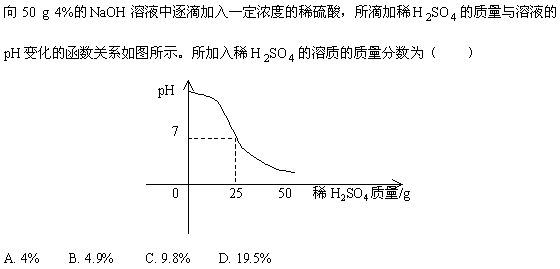 向 50 g 4%的NaOH 溶液中逐滴加入一定浓度的稀硫酸，所滴加稀H₂SO₄的质量与溶液的
pH变化的函数关系如图所示。所加入稀H₂SO₄的溶质的质量分数为（ ）
pH
7
0 25 50 稀H₂SO₄质量/g
A. 4% B. 4.9% C. 9.8% D. 19.5%